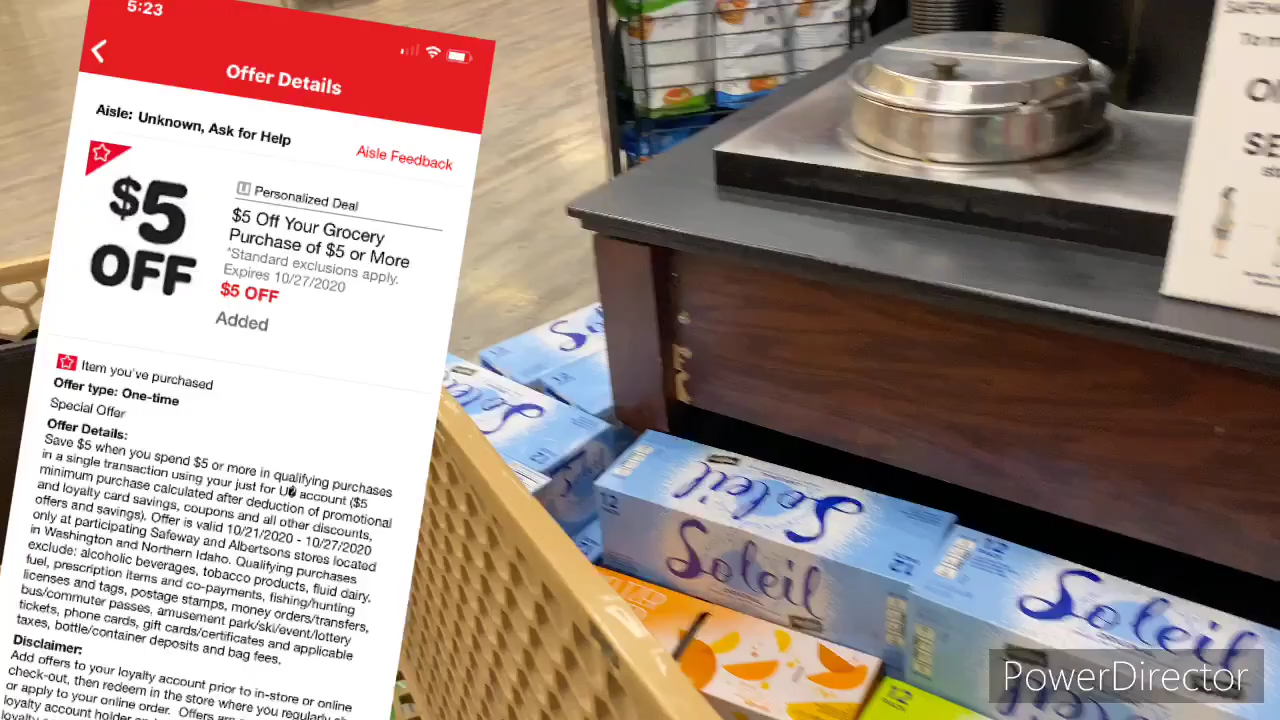 5:23
Offer Details
Aisle: Unknown, Ask for Help
Aisle Feedback
$5
OFF
U Personalized Deal
$5 Off Your Grocery
Purchase of $5 or More
*Standard exclusions apply.
Expires 10/27/2020
$5 OFF
Added
Item you've purchased
Offer type: One-time
Special Offer
Offer Details:
Save $5 when you spend $5 or more in qualifying purchases
in a single transaction using your just for U� account ($5
minimum purchase calculated after deduction of promotional
and loyalty card savings, coupons and all other discounts,
offers and savings). Offer is valid 10/21/2020 - 10/27/2020
only at participating Safeway and Albertsons stores located
in Washington and Northern Idaho. Qualifying purchases
exclude: alcoholic beverages, tobacco products, fluid dairy,
fuel, prescription items and co-payments, fishing/hunting
licenses and tags, postage stamps, money orders/transfers,
bus/commuter passes, amusement park/ski/event/lottery
tickets, phone cards, gift cards/certificates and applicable
taxes, bottle/container deposits and bag fees.
Disclaimer:
Add offers to your loyalty account prior to in-store or online
check-out, then redeem in the store where you regularly
or apply to your online order. Offers
loyalty account holder
Soleil
Soleil
12
Soleil
Soleil
12
12
Soleil
12
PowerDirector